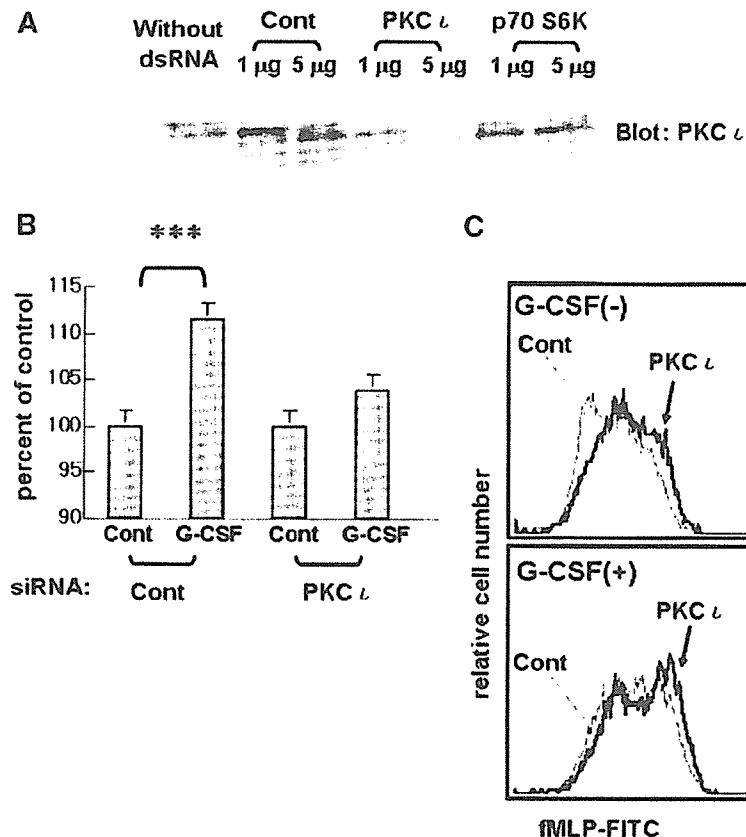 A
Without dsRNA
Cont
PKC ι
p70 S6K
1 μg 5 μg 1 μg 5 μg 1 μg 5 μg
Blot: PKC ι
B
***
percent of control
115
110
105
100
95
90
Cont G-CSF Cont G-CSF
siRNA: Cont PKC ι
C
G-CSF(-)
Cont
PKC ι
G-CSF(+)
PKC ι
Cont
relative cell number
fMLP-FITC